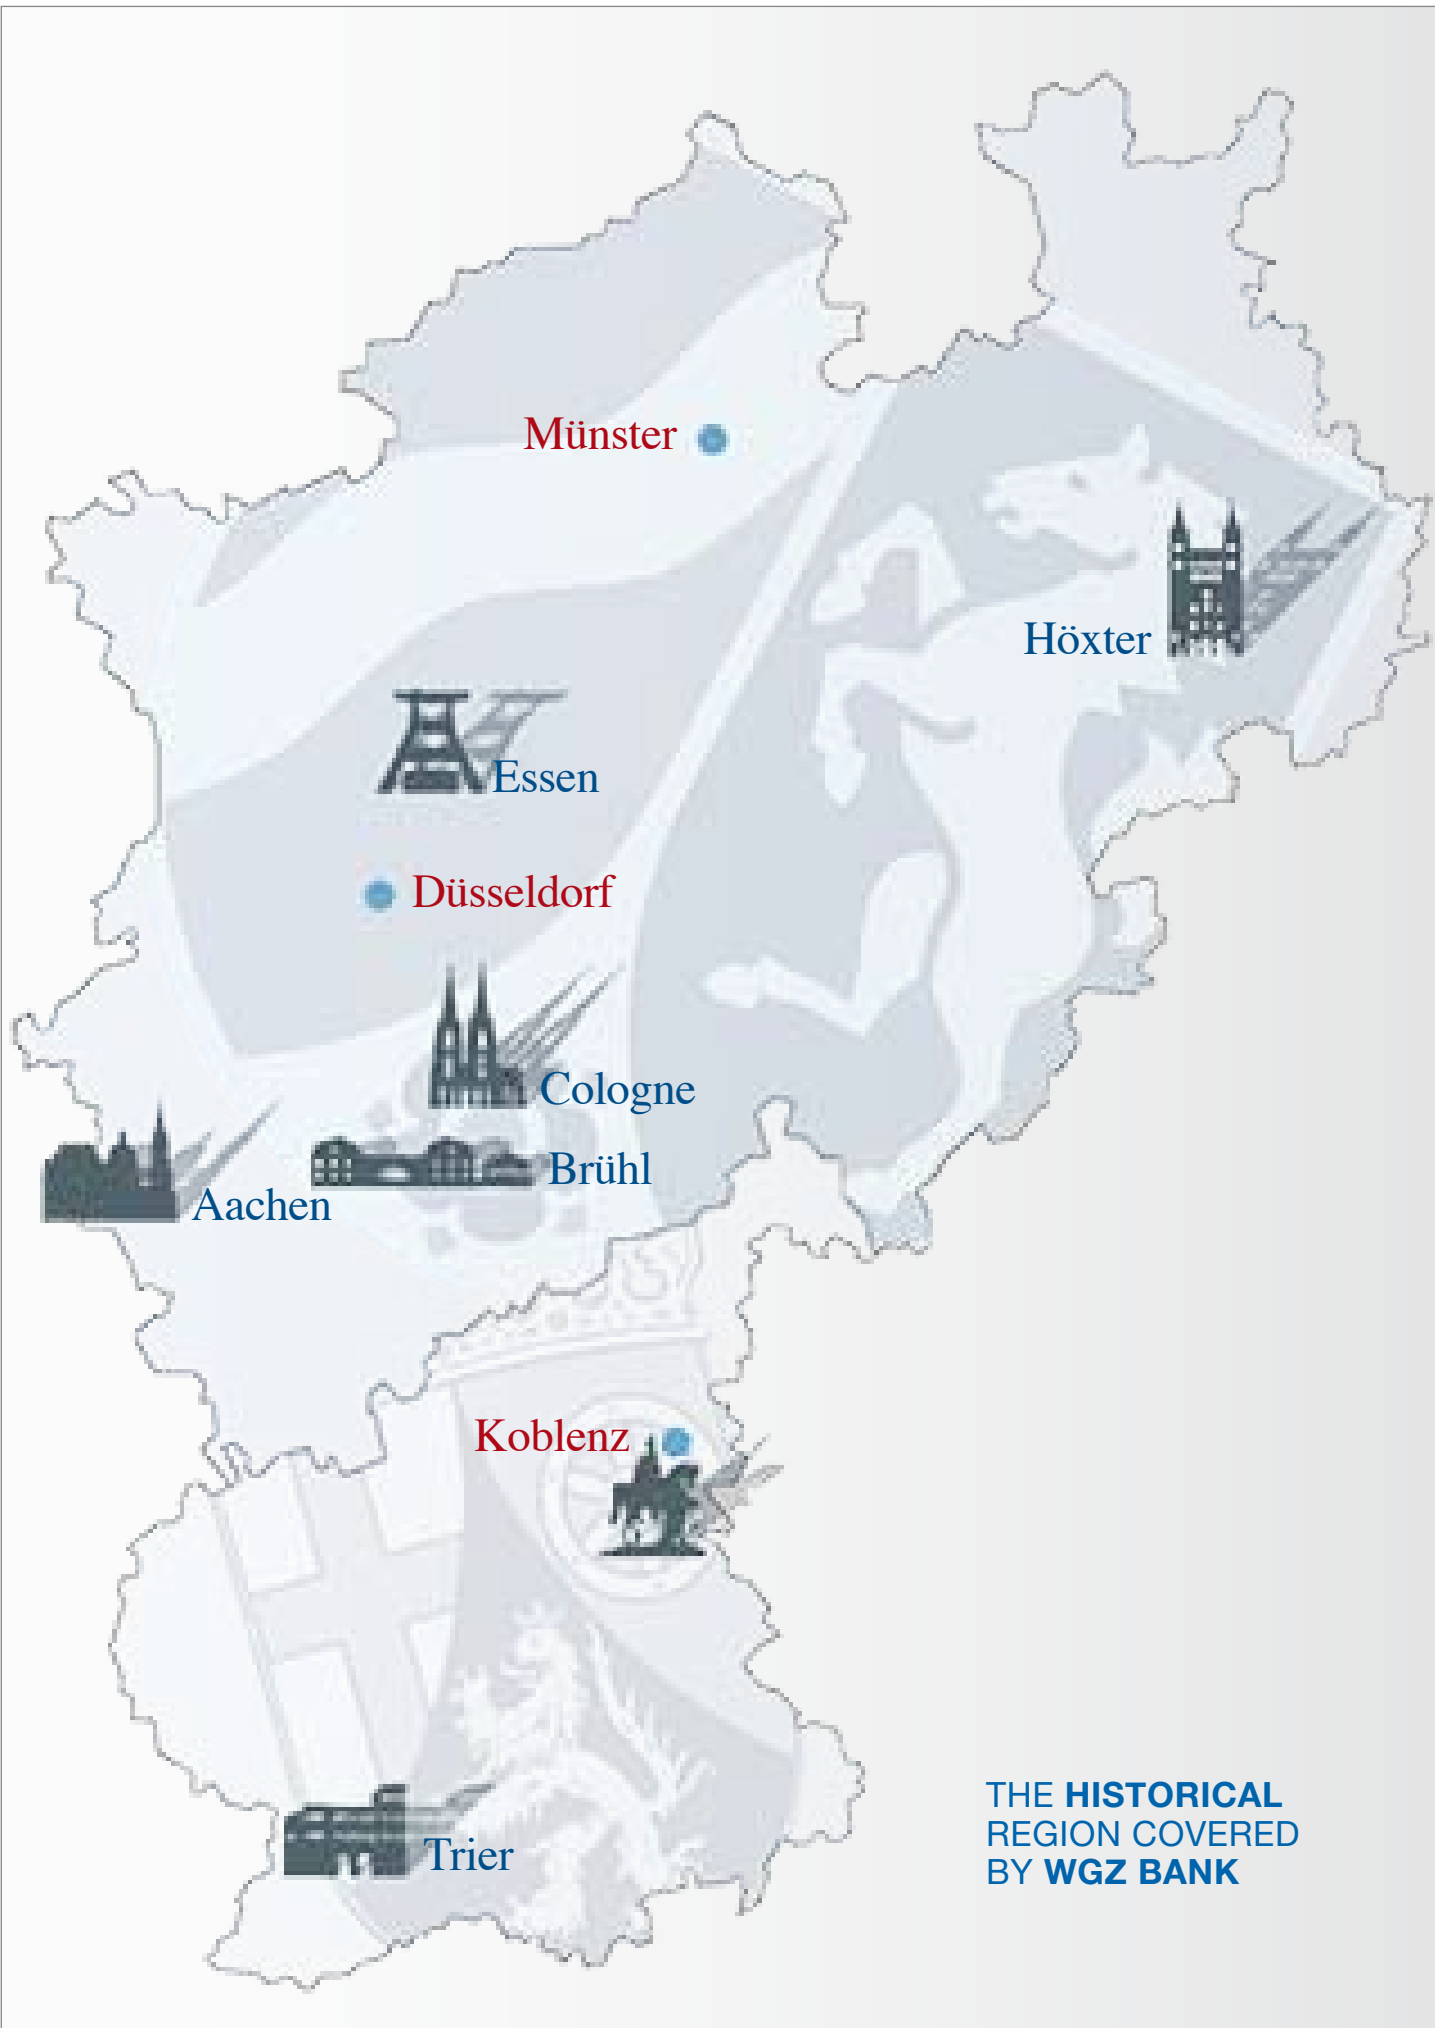 Münster
Höxter
Essen
Düsseldorf
Cologne
Brühl
Aachen
Koblenz
THE HISTORICAL
REGION COVERED
BY WGZ BANK
Trier